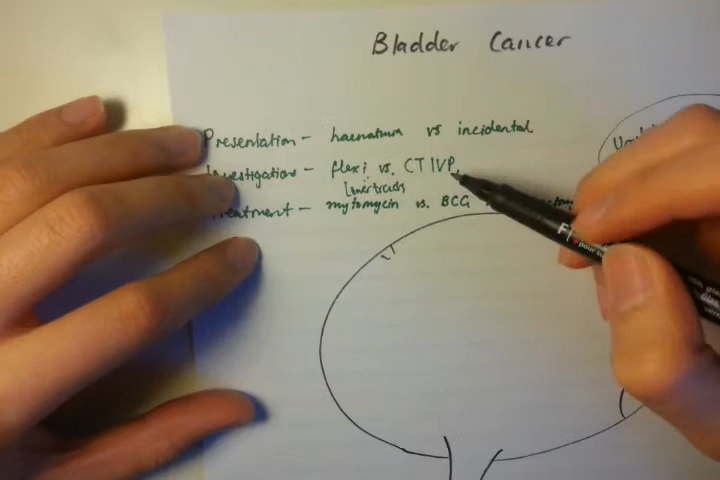 Bladder Cancer
Presentation – haematuria vs incidental
Investigation – flexi vs. CT IVP.
lower tracts
Treatment – mytomycin vs. BCG